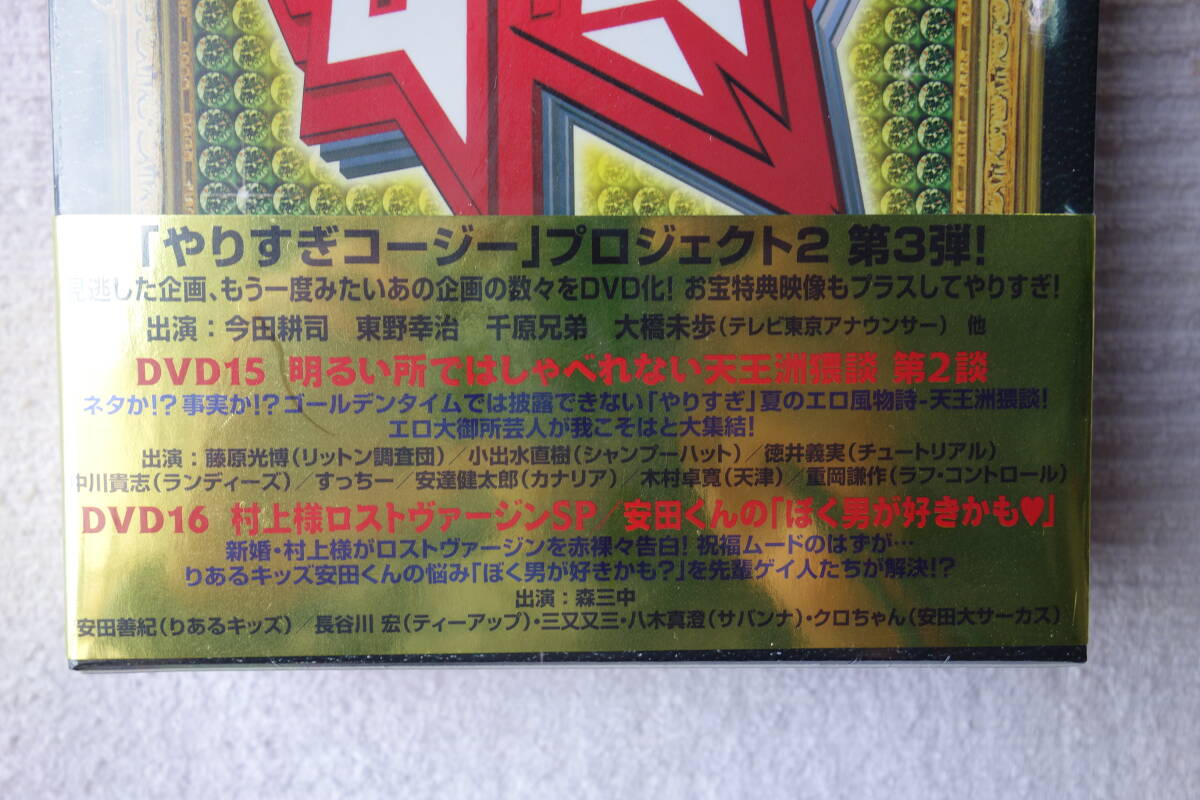 「やりすぎコージー」プロジェクト2 第3弾!
見逃した企画、もう一度みたいあの企画の数々をDVD化! お宝特典映像もプラスしてやりすぎ!
出演:今田耕司 東野幸治 千原兄弟 大橋未歩(テレビ東京アナウンサー) 他
DVD15 明るい所ではしゃべれない天王洲猥談 第2談
ネタか!?事実か!?ゴールデンタイムでは披露できない「やりすぎ」夏のエロ風物詩-天王洲猥談!
エロ大御所芸人が我こそはと大集結!
出演:藤原光博(リットン調査団)/小出水直樹(シャンプーハット)/徳井義実(チュートリアル)
中川貴志(ランディーズ)/すっちー/安達健太郎(カナリア)/木村卓寛(天津)/重岡謙作(ラフ・コントロール)
DVD16 村上様ロストヴァージンSP/安田くんの「ぼく男が好きかも♥」
新婚・村上様がロストヴァージンを赤裸々告白! 祝福ムードのはずが…
りあるキッズ安田くんの悩み「ぼく男が好きかも?」を先輩ゲイ人たちが解決!?
出演:森三中
安田善紀(りあるキッズ)/長谷川 宏(ティーアップ)・三又又三・八木真澄(サバンナ)・クロちゃん(安田大サーカス)